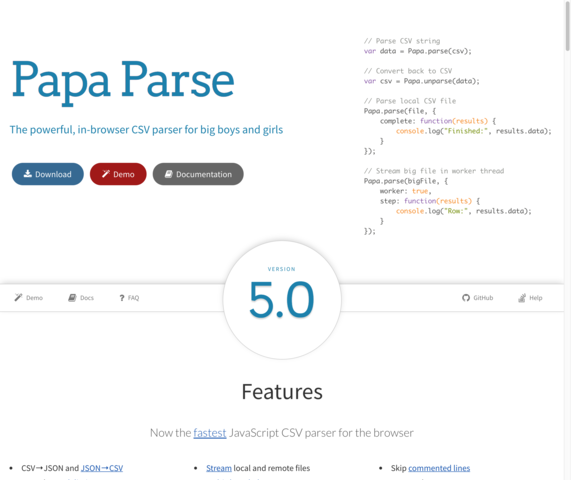 Papa Parse
The powerful, in-browser CSV parser for big boys and girls
Download
Demo
Documentation
// Parse CSV string
var data = Papa.parse(csv);
// Convert back to CSV
var csv = Papa.unparse(data);
// Parse local CSV file
Papa.parse(file, {
    complete: function(results) {
        console.log("Finished:", results.data);
    }
});
// Stream big file in worker thread
Papa.parse(bigFile, {
    worker: true,
    step: function(results) {
        console.log("Row:", results.data);
    }
});
Demo
Docs
FAQ
VERSION
5.0
GitHub
Help
Features
Now the fastest JavaScript CSV parser for the browser
• CSV→JSON and JSON→CSV
• Stream local and remote files
• Skip commented lines